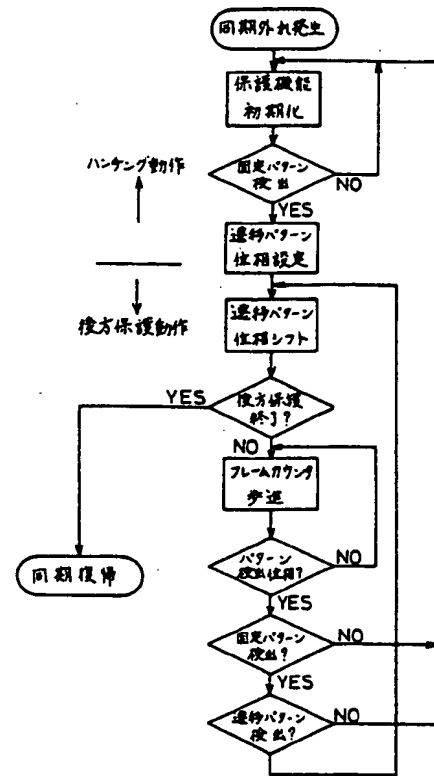 同期外れ発生
保護機能
初期化
固定パターン
検出
NO
YES
ハンチング動作
遷移パターン
位相設定
後方保護動作
遷移パターン
位相シフト
YES
後方保護
終了?
NO
フレームカウンタ
歩進
同期復帰
パターン
検出位相?
NO
YES
固定パターン
検出?
NO
YES
遷移パターン
検出?
NO